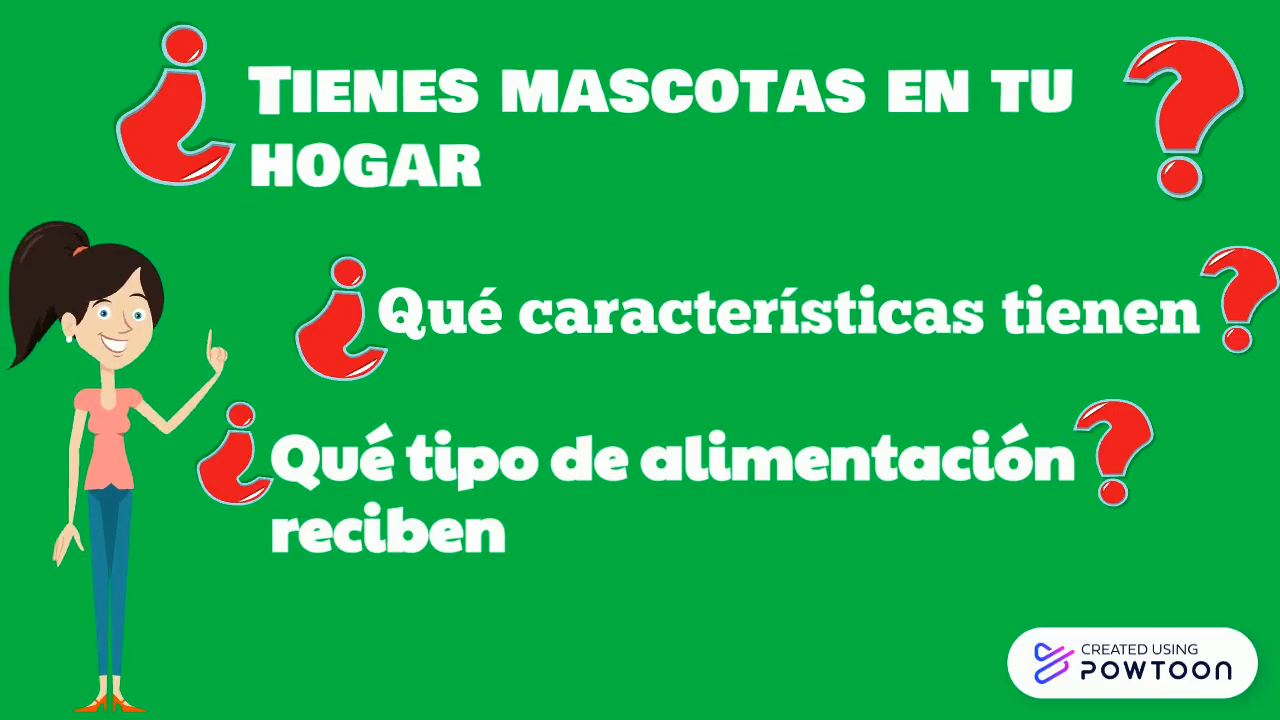 ¿ TIENES MASCOTAS EN TU ?
HOGAR
¿Qué características tienen?
¿Qué tipo de alimentación?
reciben
CREATED USING
POWTOON